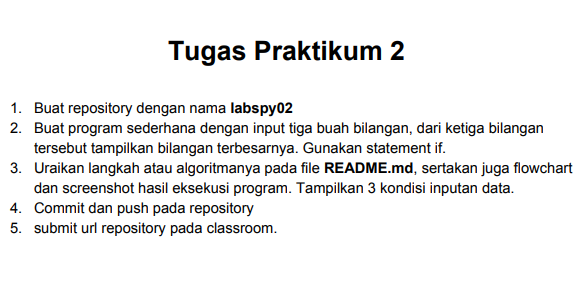 Tugas Praktikum 2
1. Buat repository dengan nama labspy02
2. Buat program sederhana dengan input tiga buah bilangan, dari ketiga bilangan
tersebut tampilkan bilangan terbesarnya. Gunakan statement if.
3. Uraikan langkah atau algoritmanya pada file README.md, sertakan juga flowchart
dan screenshot hasil eksekusi program. Tampilkan 3 kondisi inputan data.
4. Commit dan push pada repository
5. submit url repository pada classroom.